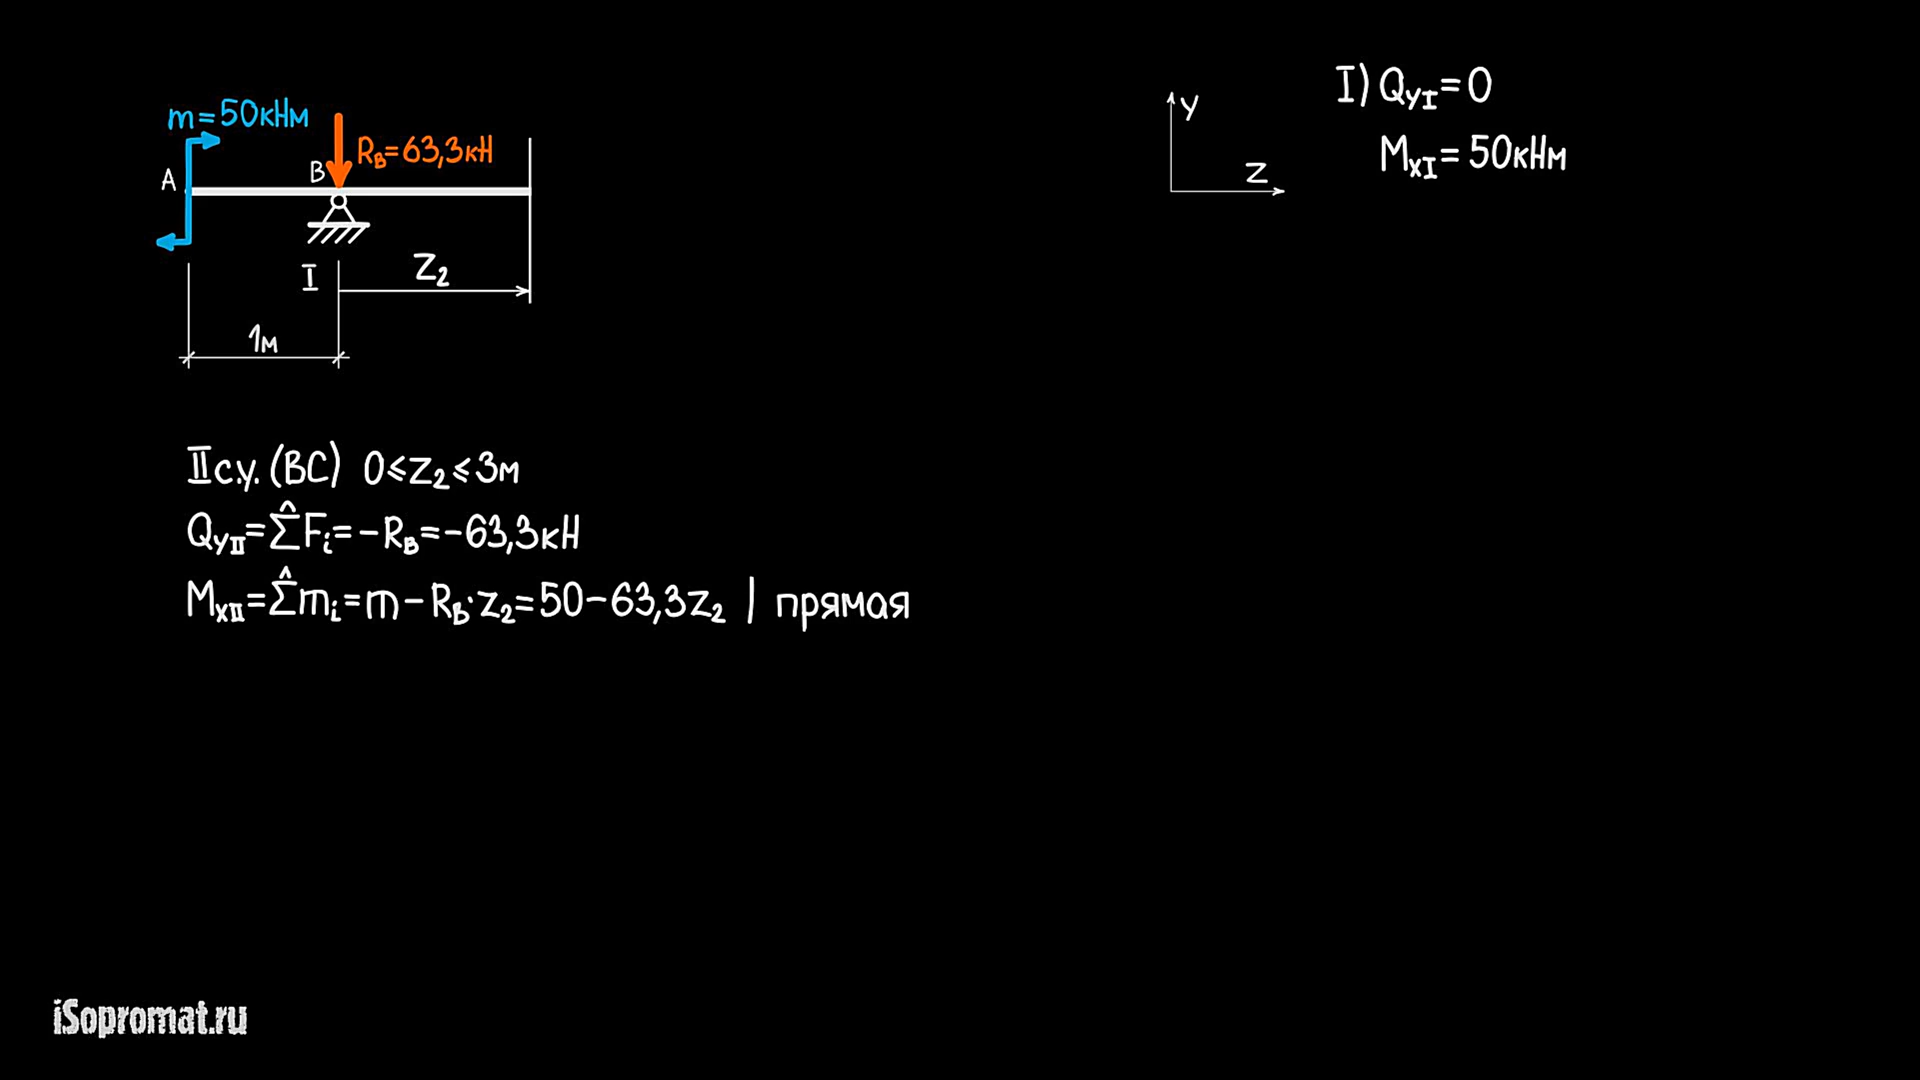 m=50кНм
A
B
R_B=63,3кН
I
Z₂
1м
y
z
I) Q_yI=0
M_xI=50кНм
II с.у. (BC) 0≤z₂≤3м
Q_yII=Σ̂F_i=-R_B=-63,3кН
M_xII=Σ̂m_i=m-R_B·z₂=50-63,3z₂ | прямая
iSopromat.ru